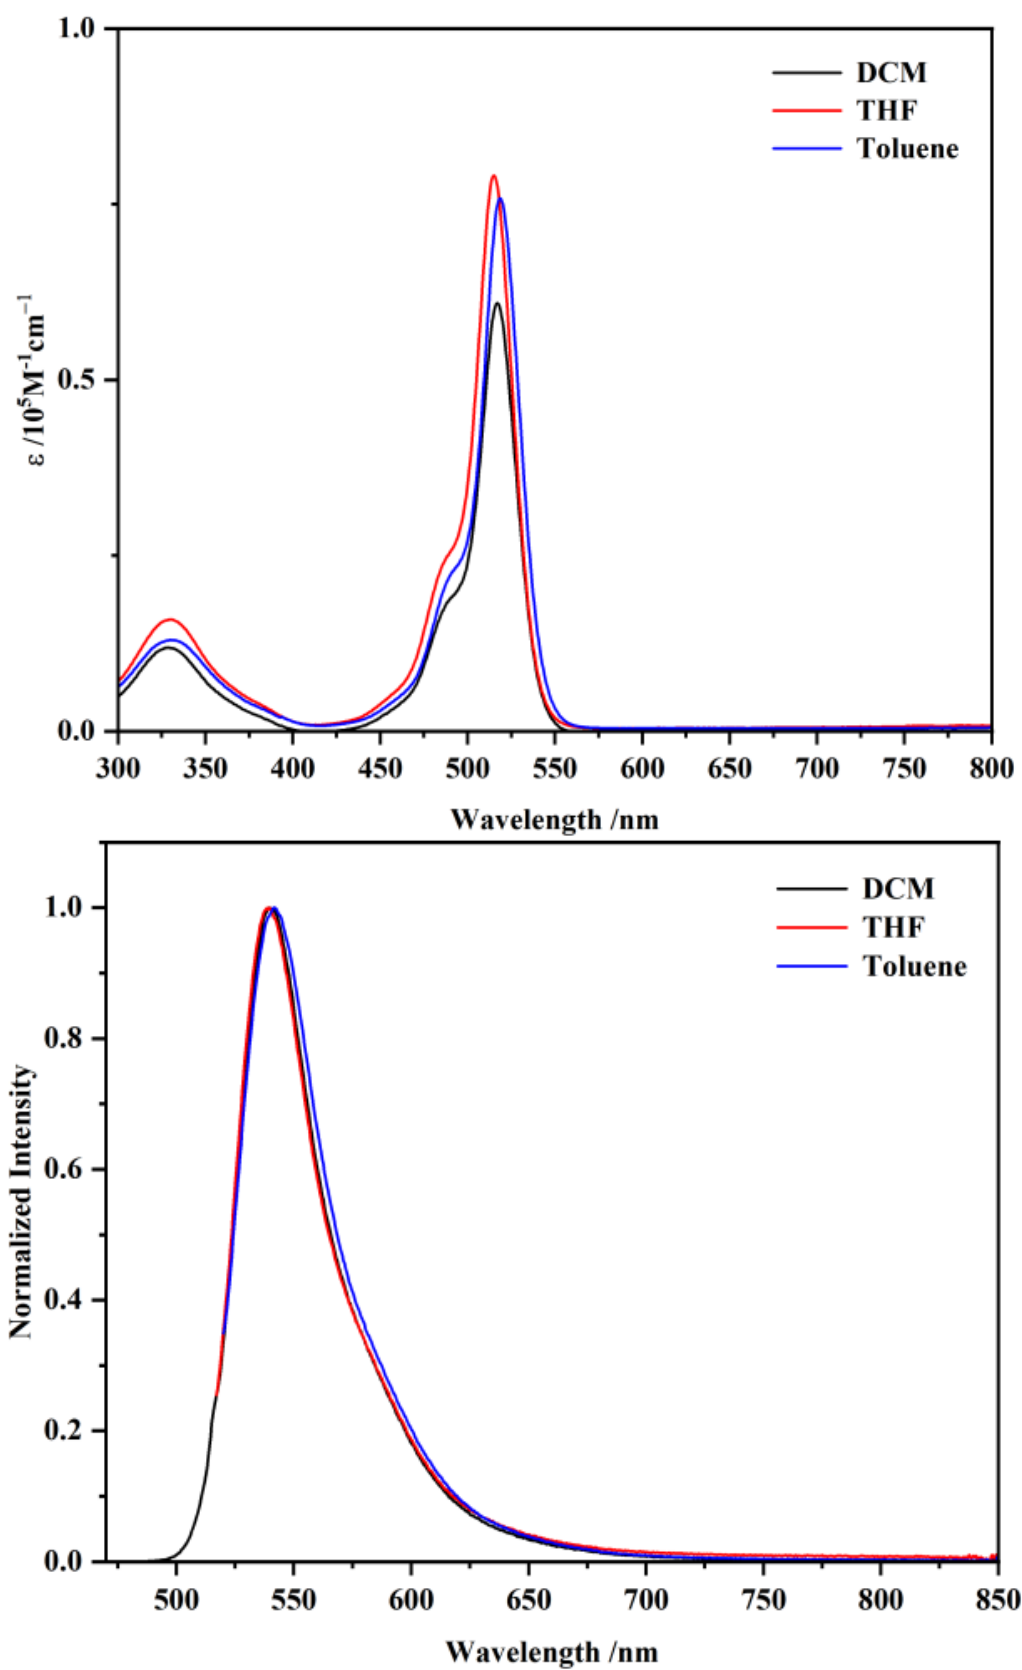 1.0
DCM
THF
Toluene
ε /10⁵M⁻¹cm⁻¹
0.5
0.0
300 350 400 450 500 550 600 650 700 750 800
Wavelength /nm
DCM
1.0
THF
Toluene
0.8
Normalized Intensity
0.6
0.4
0.2
0.0
500 550 600 650 700 750 800 850
Wavelength /nm